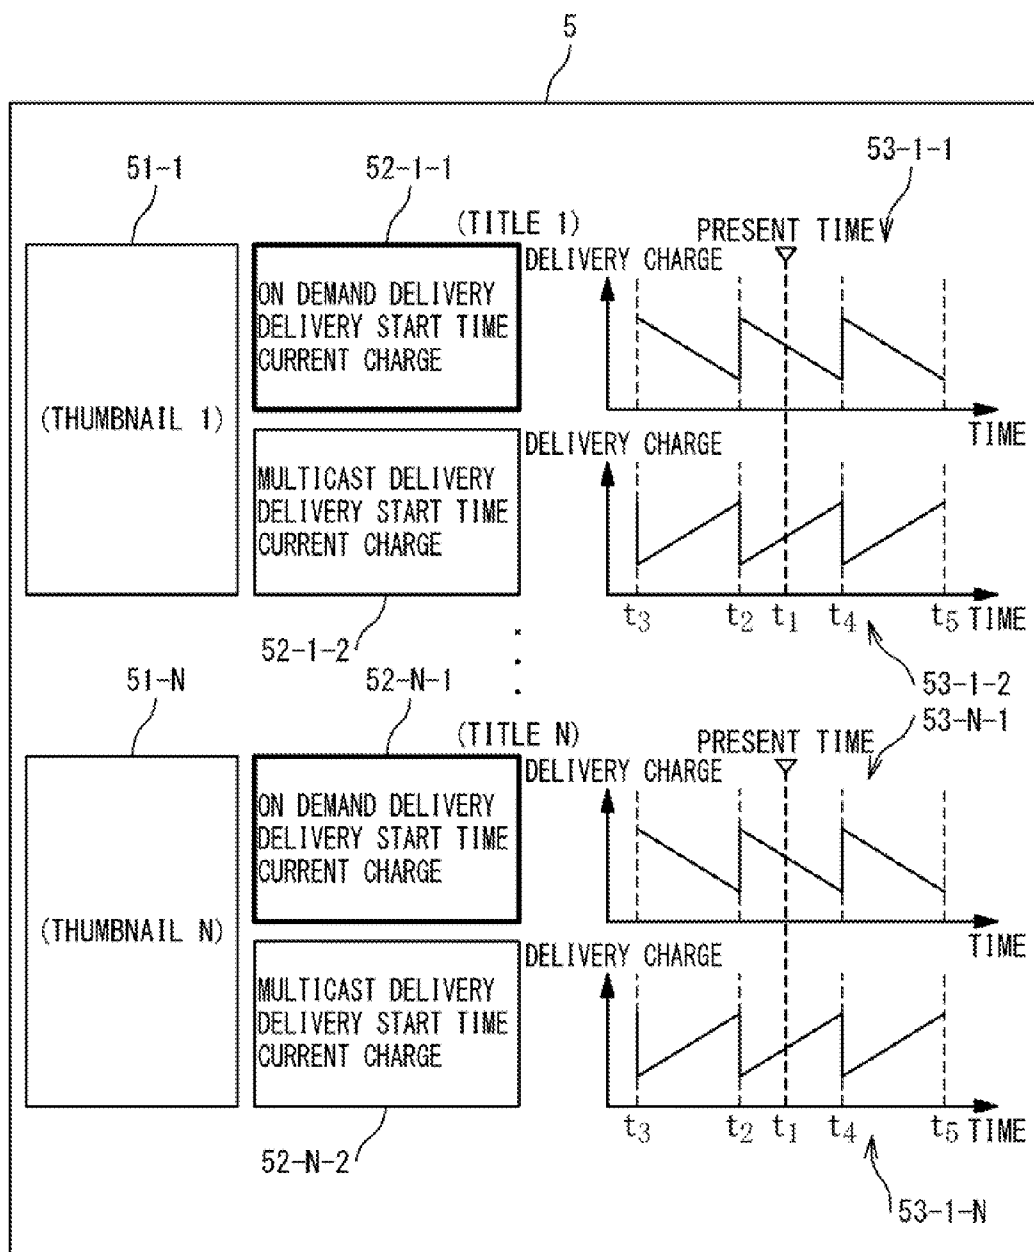 5
51-1
52-1-1
53-1-1
(TITLE 1)
PRESENT TIME
DELIVERY CHARGE
(THUMBNAIL 1)
ON DEMAND DELIVERY
DELIVERY START TIME
CURRENT CHARGE
TIME
DELIVERY CHARGE
MULTICAST DELIVERY
DELIVERY START TIME
CURRENT CHARGE
t3 t2 t1 t4 t5 TIME
52-1-2
53-1-2
51-N
52-N-1
53-N-1
(TITLE N)
PRESENT TIME
DELIVERY CHARGE
(THUMBNAIL N)
ON DEMAND DELIVERY
DELIVERY START TIME
CURRENT CHARGE
TIME
DELIVERY CHARGE
MULTICAST DELIVERY
DELIVERY START TIME
CURRENT CHARGE
t3 t2 t1 t4 t5 TIME
52-N-2
53-1-N